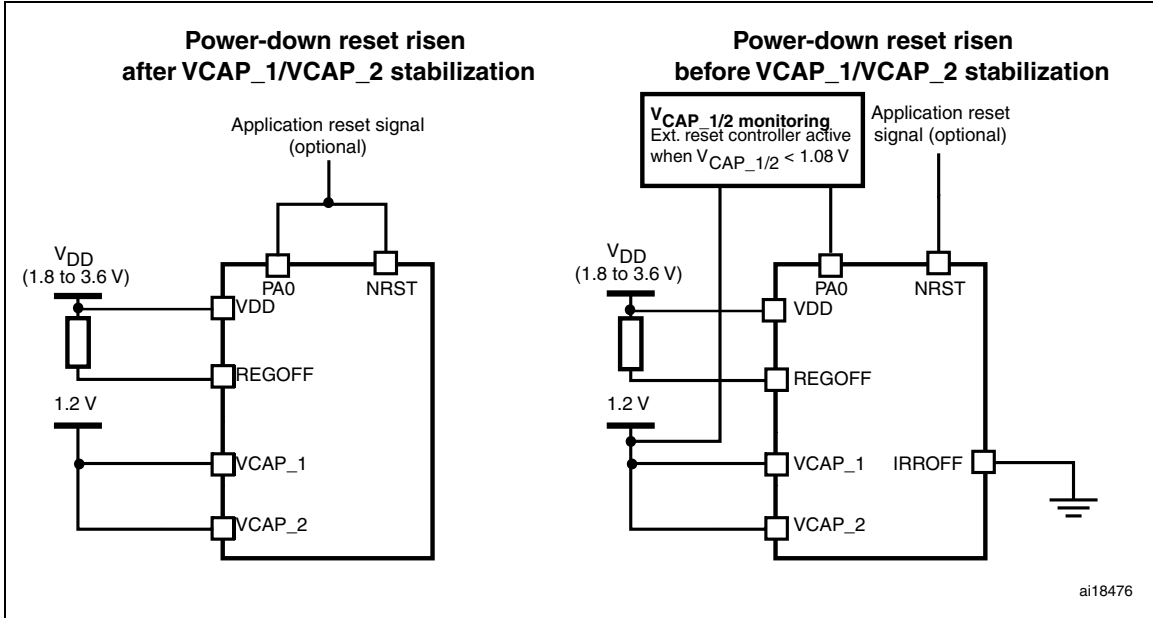 Power-down reset risen
after VCAP_1/VCAP_2 stabilization
Application reset signal
(optional)
VDD
(1.8 to 3.6 V)
PA0
NRST
VDD
REGOFF
1.2 V
VCAP_1
VCAP_2
Power-down reset risen
before VCAP_1/VCAP_2 stabilization
VCAP_1/2 monitoring
Ext. reset controller active
when VCAP_1/2 < 1.08 V
Application reset
signal (optional)
VDD
(1.8 to 3.6 V)
PA0
NRST
VDD
REGOFF
1.2 V
VCAP_1
IRROFF
VCAP_2
ai18476